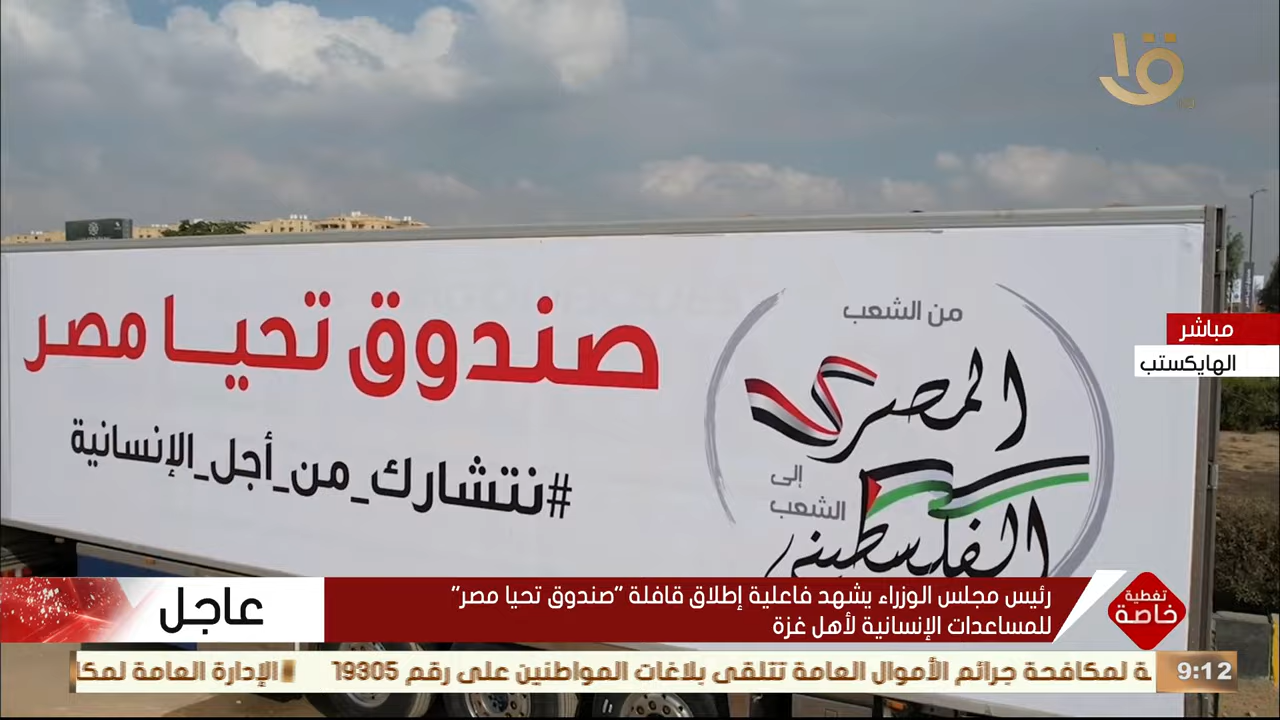 صندوق تحيا مصر
#نتشارك_من_أجل_الإنسانية
من الشعب
المصرى
إلى
الشعب
الفلسطينى
مباشر
الهايكستب
تغطية
خاصة
رئيس مجلس الوزراء يشهد فاعلية إطلاق قافلة "صندوق تحيا مصر"
للمساعدات الإنسانية لأهل غزة
عاجل
9:12
ة لمكافحة جرائم الأموال العامة تتلقى بلاغات المواطنين على رقم 19305
الإدارة العامة لمكا